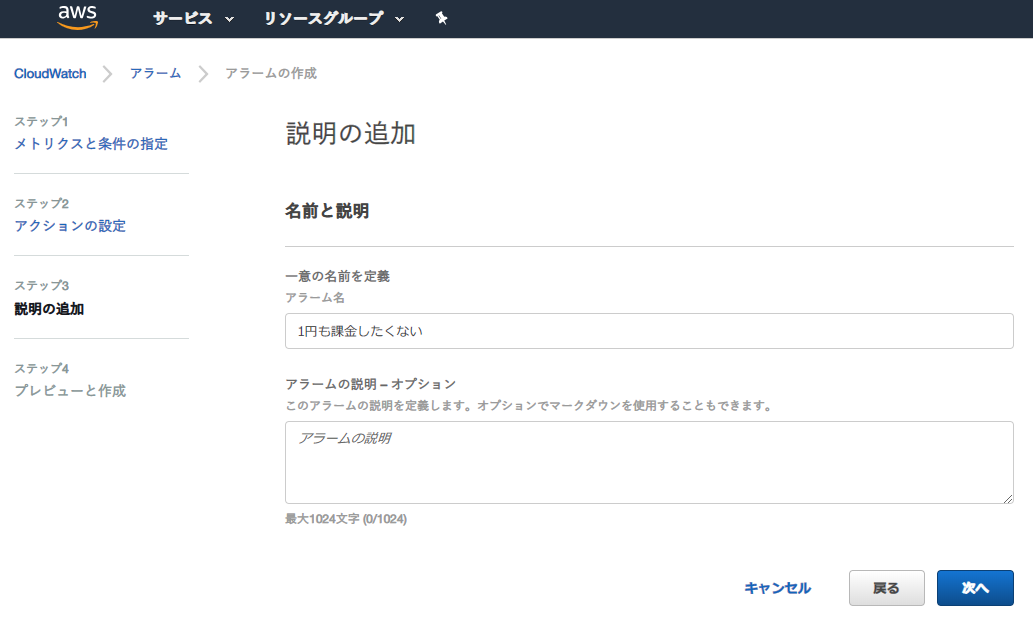 aws サービス リソースグループ
CloudWatch アラーム アラームの作成
ステップ1
メトリクスと条件の指定
ステップ2
アクションの設定
ステップ3
説明の追加
ステップ4
プレビューと作成
説明の追加
名前と説明
一意の名前を定義
アラーム名
1円も課金したくない
アラームの説明 – オプション
このアラームの説明を定義します。オプションでマークダウンを使用することもできます。
アラームの説明
最大1024文字 (0/1024)
キャンセル 戻る 次へ